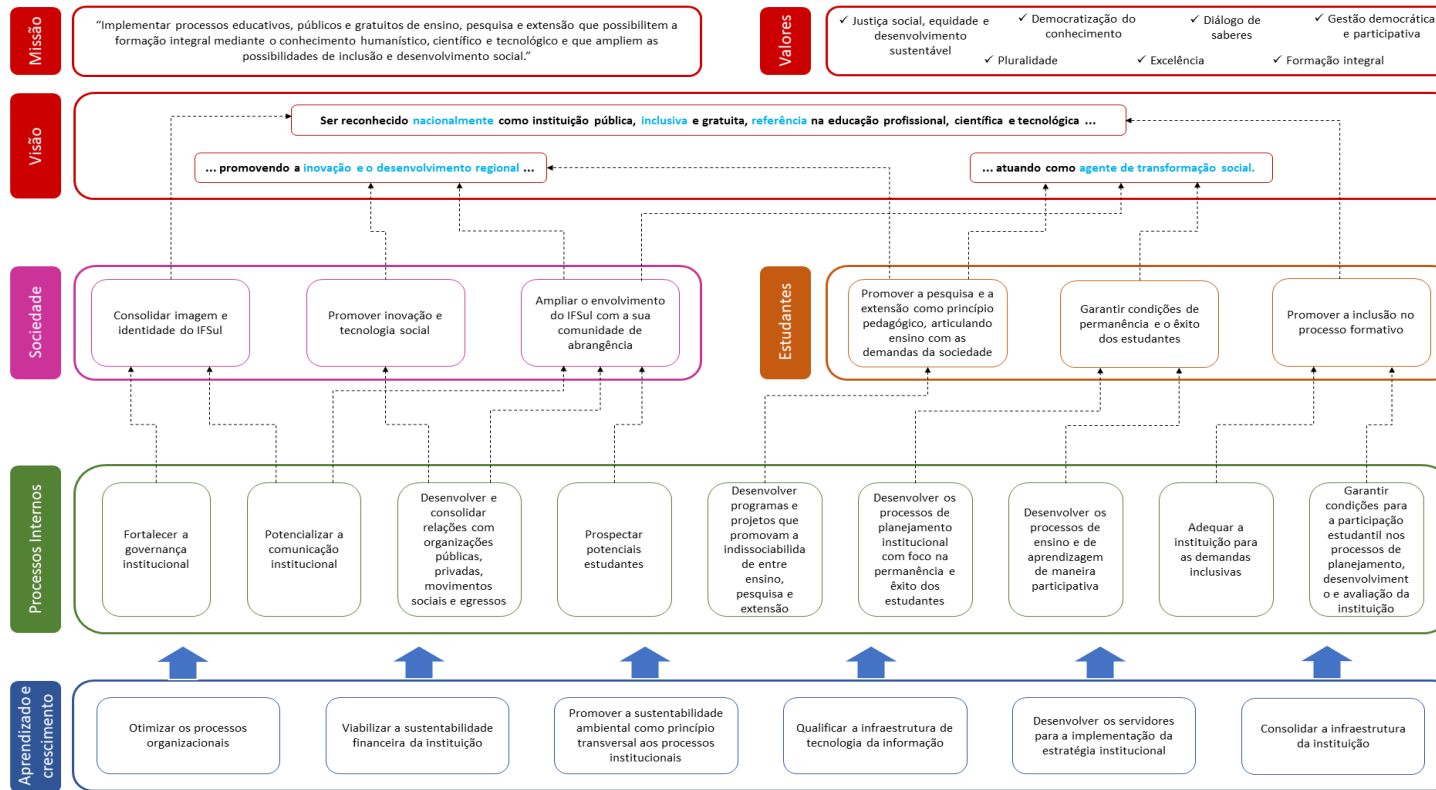 Missão
“Implementar processos educativos, públicos e gratuitos de ensino, pesquisa e extensão que possibilitem a
formação integral mediante o conhecimento humanístico, científico e tecnológico e que ampliem as
possibilidades de inclusão e desenvolvimento social.”
Valores
✓ Justiça social, equidade e
desenvolvimento
sustentável
✓ Democratização do
conhecimento
✓ Diálogo de
saberes
✓ Gestão democrática
e participativa
✓ Pluralidade
✓ Excelência
✓ Formação integral
Visão
Ser reconhecido nacionalmente como instituição pública, inclusiva e gratuita, referência na educação profissional, científica e tecnológica ...
... promovendo a inovação e o desenvolvimento regional ...
... atuando como agente de transformação social.
Sociedade
Consolidar imagem e
identidade do IFSul
Promover inovação e
tecnologia social
Ampliar o envolvimento
do IFSul com a sua
comunidade de
abrangência
Estudantes
Promover a pesquisa e a
extensão como princípio
pedagógico, articulando
ensino com as
demandas da sociedade
Garantir condições de
permanência e o êxito
dos estudantes
Promover a inclusão no
processo formativo
Processos Internos
Fortalecer a
governança
institucional
Potencializar a
comunicação
institucional
Desenvolver e
consolidar
relações com
organizações
públicas,
privadas,
movimentos
sociais e egressos
Prospectar
potenciais
estudantes
Desenvolver
programas e
projetos que
promovam a
indissociabilida
de entre
ensino,
pesquisa e
extensão
Desenvolver os
processos de
planejamento
institucional
com foco na
permanência e
êxito dos
estudantes
Desenvolver os
processos de
ensino e de
aprendizagem
de maneira
participativa
Adequar a
instituição para
as demandas
inclusivas
Garantir
condições para
a participação
estudantil nos
processos de
planejamento,
desenvolviment
o e avaliação da
instituição
Aprendizado e
crescimento
Otimizar os processos
organizacionais
Viabilizar a sustentabilidade
financeira da instituição
Promover a sustentabilidade
ambiental como princípio
transversal aos processos
institucionais
Qualificar a infraestrutura de
tecnologia da informação
Desenvolver os servidores
para a implementação da
estratégia institucional
Consolidar a infraestrutura
da instituição